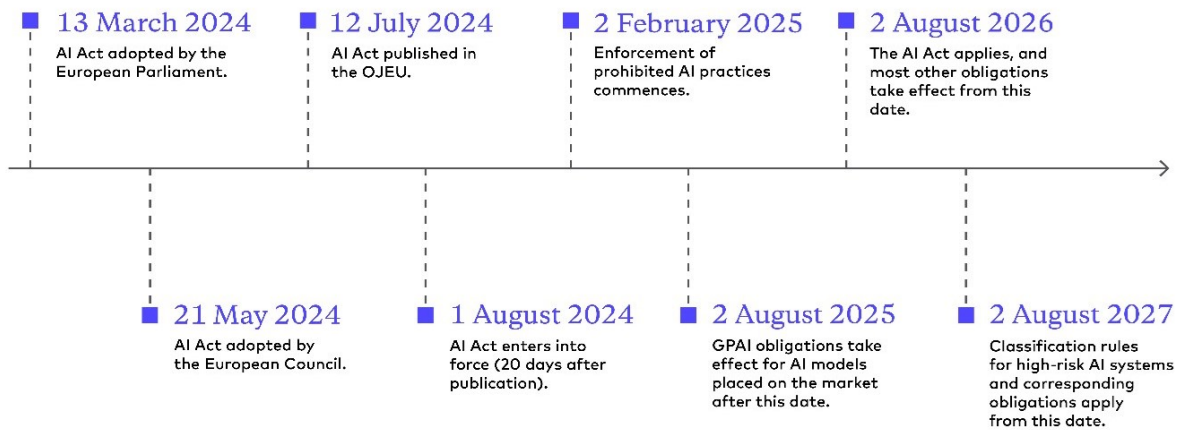 13 March 2024
AI Act adopted by the
European Parliament.
12 July 2024
AI Act published in
the OJEU.
2 February 2025
Enforcement of
prohibited AI practices
commences.
2 August 2026
The AI Act applies, and
most other obligations
take effect from this
date.
21 May 2024
AI Act adopted by
the European Council.
1 August 2024
AI Act enters into
force (20 days after
publication).
2 August 2025
GPAI obligations take
effect for AI models
placed on the market
after this date.
2 August 2027
Classification rules
for high-risk AI systems
and corresponding
obligations apply
from this date.